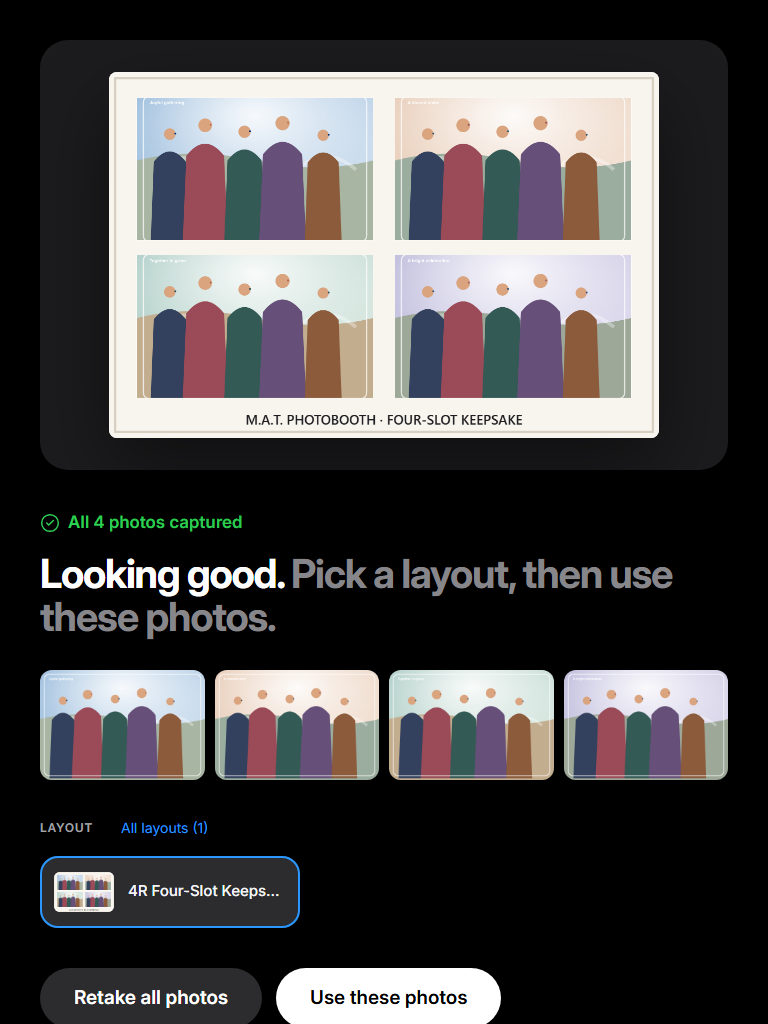 M.A.T. PHOTOBOOTH · FOUR-SLOT KEEPSAKE
All 4 photos captured
Looking good. Pick a layout, then use
these photos.
LAYOUT
All layouts (1)
4R Four-Slot Keeps...
Retake all photos
Use these photos